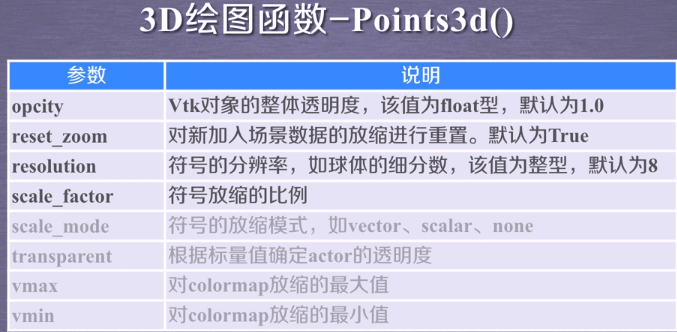 3D绘图函数-Points3d()
参数 说明
opcity Vtk对象的整体透明度，该值为float型，默认为1.0
reset_zoom 对新加入场景数据的放缩进行重置。默认为True
resolution 符号的分辨率，如球体的细分数，该值为整型，默认为8
scale_factor 符号放缩的比例
scale_mode 符号的放缩模式，如vector、scalar、none
transparent 根据标量值确定actor的透明度
vmax 对colormap放缩的最大值
vmin 对colormap放缩的最小值